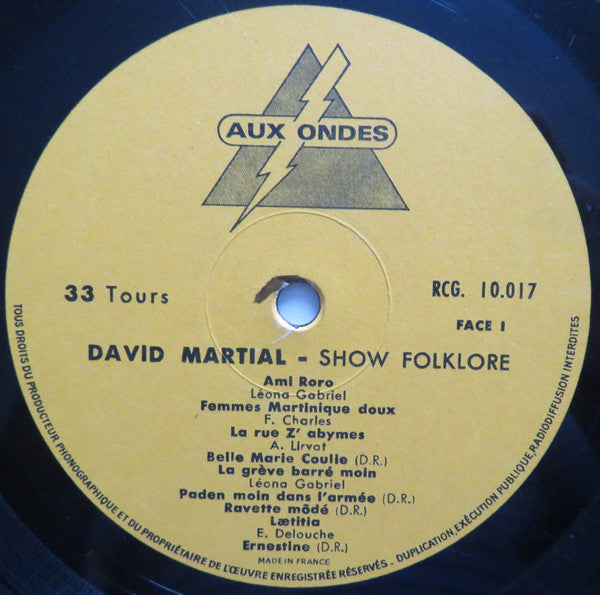 AUX ONDES
33 Tours
RCG. 10.017
FACE 1
DAVID MARTIAL - SHOW FOLKLORE
Ami Roro
Léona Gabriel
Femmes Martinique doux
F. Charles
La rue Z' abymes
A. Lirvat
Belle Marie Coulie (D.R.)
La grève barré moin
Léona Gabriel
Paden moin dans l'armée (D.R.)
Ravette môdé (D.R.)
Lætitia
E. Delouche
Ernestine (D.R.)
MADE IN FRANCE
TOUS DROITS DU PRODUCTEUR PHONOGRAPHIQUE ET DU PROPRIÉTAIRE DE L'ŒUVRE ENREGISTRÉE RÉSERVÉS. DUPLICATION, EXÉCUTION PUBLIQUE, RADIODIFFUSION INTERDITES